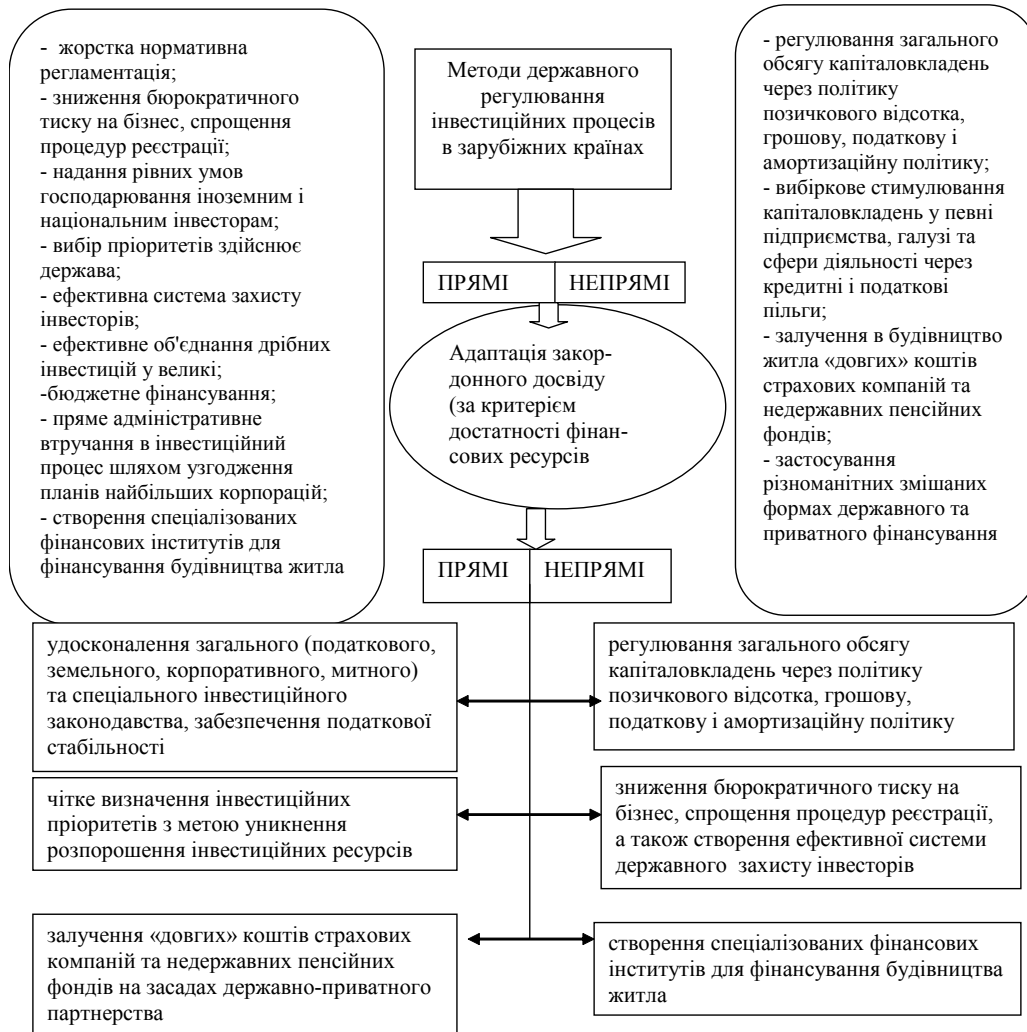 - жорстка нормативна
регламентація;
- зниження бюрократичного
тиску на бізнес, спрощення
процедур реєстрації;
- надання рівних умов
господарювання іноземним і
національним інвесторам;
- вибір пріоритетів здійснює
держава;
- ефективна система захисту
інвесторів;
- ефективне об'єднання дрібних
інвестицій у великі;
-бюджетне фінансування;
- пряме адміністративне
втручання в інвестиційний
процес шляхом узгодження
планів найбільших корпорацій;
- створення спеціалізованих
фінансових інститутів для
фінансування будівництва житла
Методи державного
регулювання
інвестиційних процесів
в зарубіжних країнах
- регулювання загального
обсягу капіталовкладень
через політику
позичкового відсотка,
грошову, податкову і
амортизаційну політику;
- вибіркове стимулювання
капіталовкладень у певні
підприємства, галузі та
сфери діяльності через
кредитні і податкові
пільги;
- залучення в будівництво
житла «довгих» коштів
страхових компаній та
недержавних пенсійних
фондів;
- застосування
різноманітних змішаних
формах державного та
приватного фінансування
ПРЯМІ НЕПРЯМІ
Адаптація закор-
донного досвіду
(за критерієм
достатності фінан-
сових ресурсів
ПРЯМІ НЕПРЯМІ
удосконалення загального (податкового,
земельного, корпоративного, митного)
та спеціального інвестиційного
законодавства, забезпечення податкової
стабільності
регулювання загального обсягу
капіталовкладень через політику
позичкового відсотка, грошову,
податкову і амортизаційну політику
чітке визначення інвестиційних
пріоритетів з метою уникнення
розпорошення інвестиційних ресурсів
зниження бюрократичного тиску на
бізнес, спрощення процедур реєстрації,
а також створення ефективної системи
державного захисту інвесторів
залучення «довгих» коштів страхових
компаній та недержавних пенсійних
фондів на засадах державно-приватного
партнерства
створення спеціалізованих фінансових
інститутів для фінансування будівництва
житла